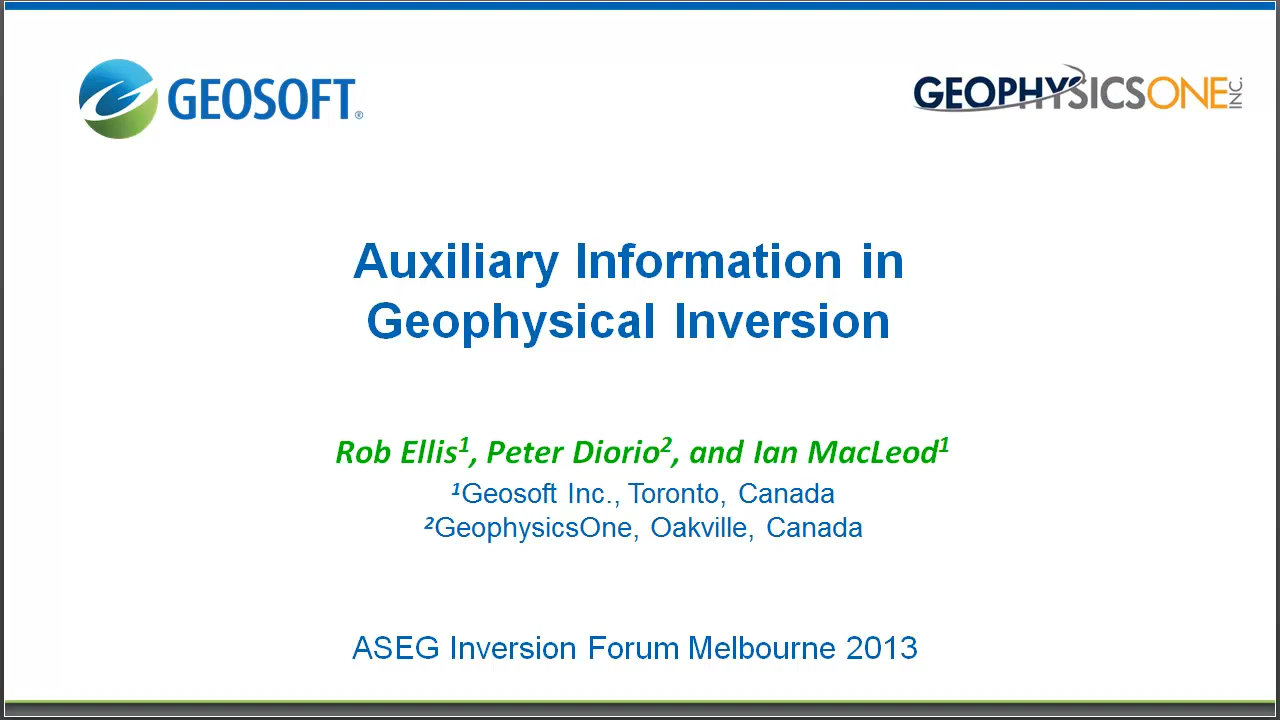 GEOSOFT®
GEOPHYSICSONE INC.
Auxiliary Information in
Geophysical Inversion
Rob Ellis¹, Peter Diorio², and Ian MacLeod¹
¹Geosoft Inc., Toronto, Canada
²GeophysicsOne, Oakville, Canada
ASEG Inversion Forum Melbourne 2013